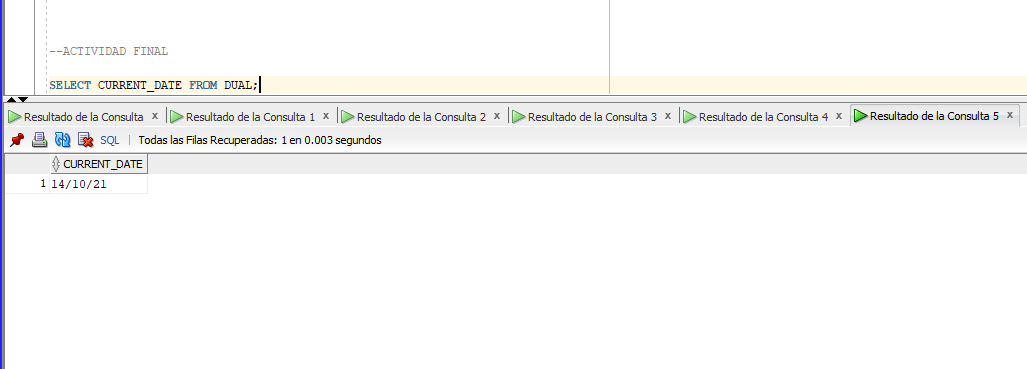 --ACTIVIDAD FINAL
SELECT CURRENT_DATE FROM DUAL;
Resultado de la Consulta x Resultado de la Consulta 1 x Resultado de la Consulta 2 x Resultado de la Consulta 3 x Resultado de la Consulta 4 x Resultado de la Consulta 5 x
SQL | Todas las Filas Recuperadas: 1 en 0.003 segundos
CURRENT_DATE
1 14/10/21